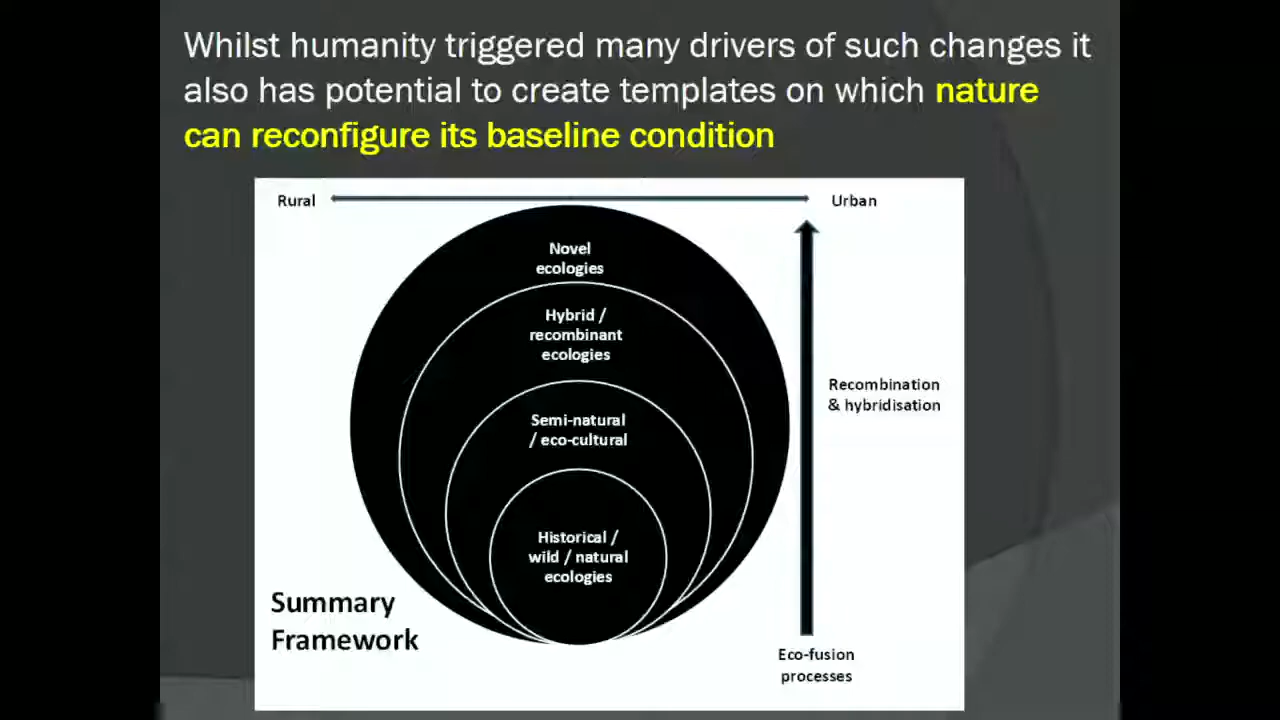 Whilst humanity triggered many drivers of such changes it
also has potential to create templates on which nature
can reconfigure its baseline condition
Rural
Urban
Novel
ecologies
Hybrid /
recombinant
ecologies
Recombination
& hybridisation
Semi-natural
/ eco-cultural
Historical /
wild / natural
ecologies
Summary
Framework
Eco-fusion
processes